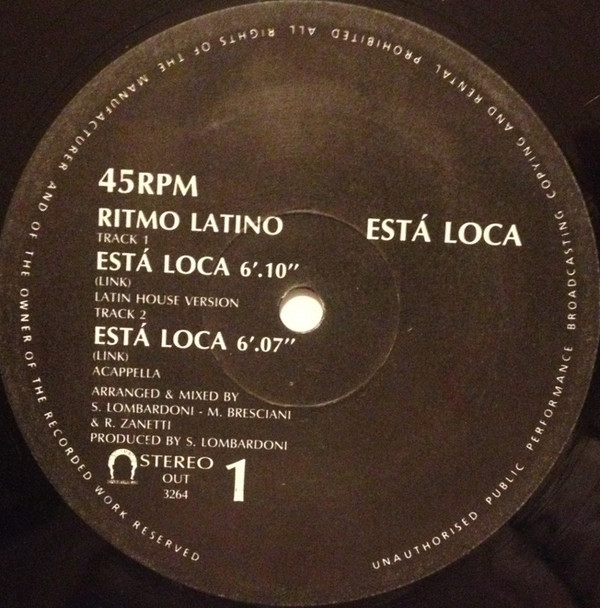 45RPM
RITMO LATINO
ESTÁ LOCA
TRACK 1
ESTÁ LOCA 6'.10"
(LINK)
LATIN HOUSE VERSION
TRACK 2
ESTÁ LOCA 6'.07"
(LINK)
ACAPPELLA
ARRANGED & MIXED BY
S. LOMBARDONI - M. BRESCIANI
& R. ZANETTI
PRODUCED BY S. LOMBARDONI
STEREO
OUT
3264
1
ALL RIGHTS OF THE MANUFACTURER AND OF THE OWNER OF THE RECORDED WORK RESERVED
UNAUTHORISED PUBLIC PERFORMANCE BROADCASTING COPYING AND RENTAL PROHIBITED